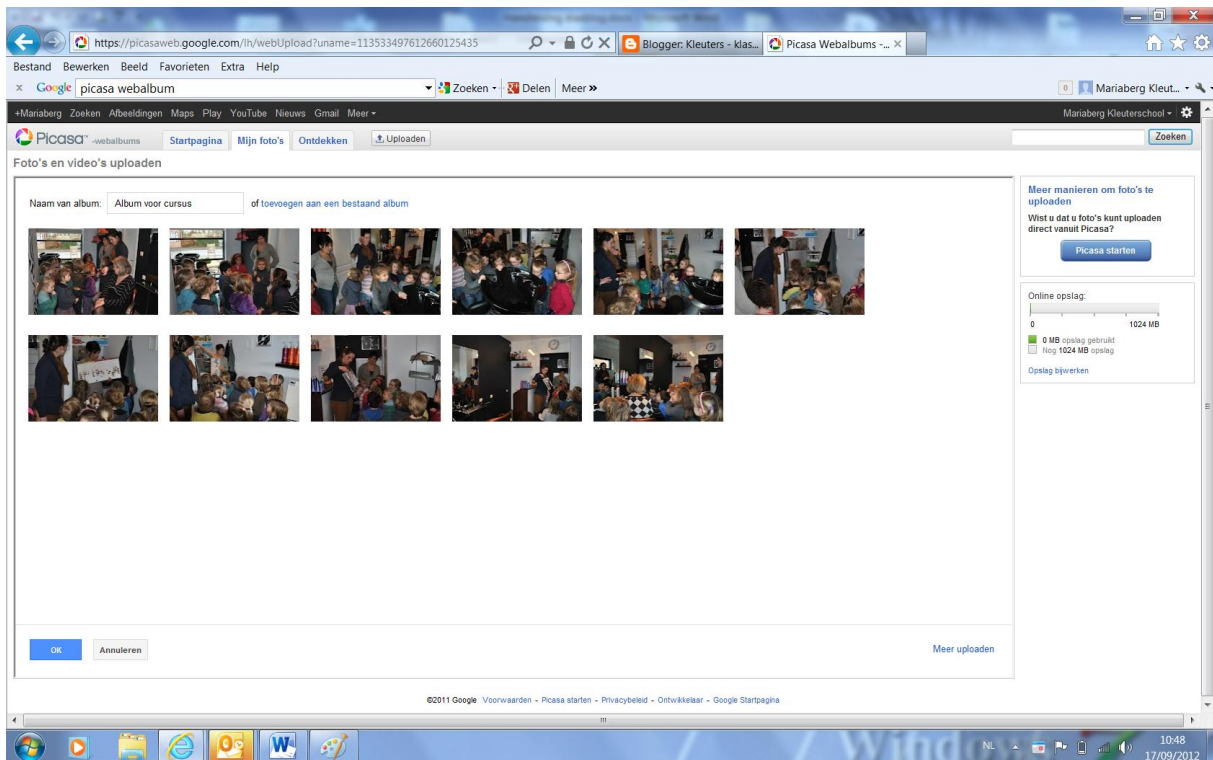 https://picasaweb.google.com/lh/webUpload?uname=113533497612660125435
Blogger: Kleuters - klas...
Picasa Webalbums -...
Bestand Bewerken Beeld Favorieten Extra Help
x Google picasa webalbum Zoeken Delen Meer »
0 Mariaberg Kleut...
+Mariaberg Zoeken Afbeeldingen Maps Play YouTube Nieuws Gmail Meer
Mariaberg Kleuterschool
Picasa™ -webalbums Startpagina Mijn foto's Ontdekken Uploaden
Zoeken
Foto's en video's uploaden
Naam van album: Album voor cursus of toevoegen aan een bestaand album
Meer manieren om foto's te
uploaden
Wist u dat u foto's kunt uploaden
direct vanuit Picasa?
Picasa starten
Online opslag:
0 1024 MB
0 MB opslag gebruikt
Nog 1024 MB opslag
Opslag bijwerken
OK Annuleren Meer uploaden
©2011 Google Voorwaarden - Picasa starten - Privacybeleid - Ontwikkelaar - Google Startpagina
NL
10:48
17/09/2012